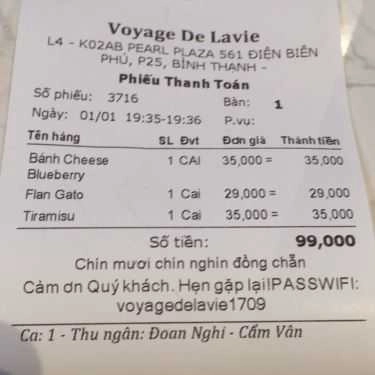 Voyage De Lavie
L4 - K02AB PEARL PLAZA 561 ĐIỆN BIÊN
PHỦ, P25, BÌNH THẠNH -
Phiếu Thanh Toán
Số phiếu: 3716 Bàn: 1
Ngày: 01/01 19:35-19:36 P.vu:
Tên hàng SL Đvt Đơn giá Thành tiền
Bánh Cheese 1 CAI 35,000 = 35,000
Blueberry
Flan Gato 1 Cai 29,000 = 29,000
Tiramisu 1 Cai 35,000 = 35,000
Số tiền: 99,000
Chín mươi chín nghìn đồng chẵn
Cảm ơn Quý khách. Hẹn gặp lại!PASSWIFI:
voyagedelavie1709
Ca: 1 - Thu ngân: Đoan Nghi - Cẩm Vân